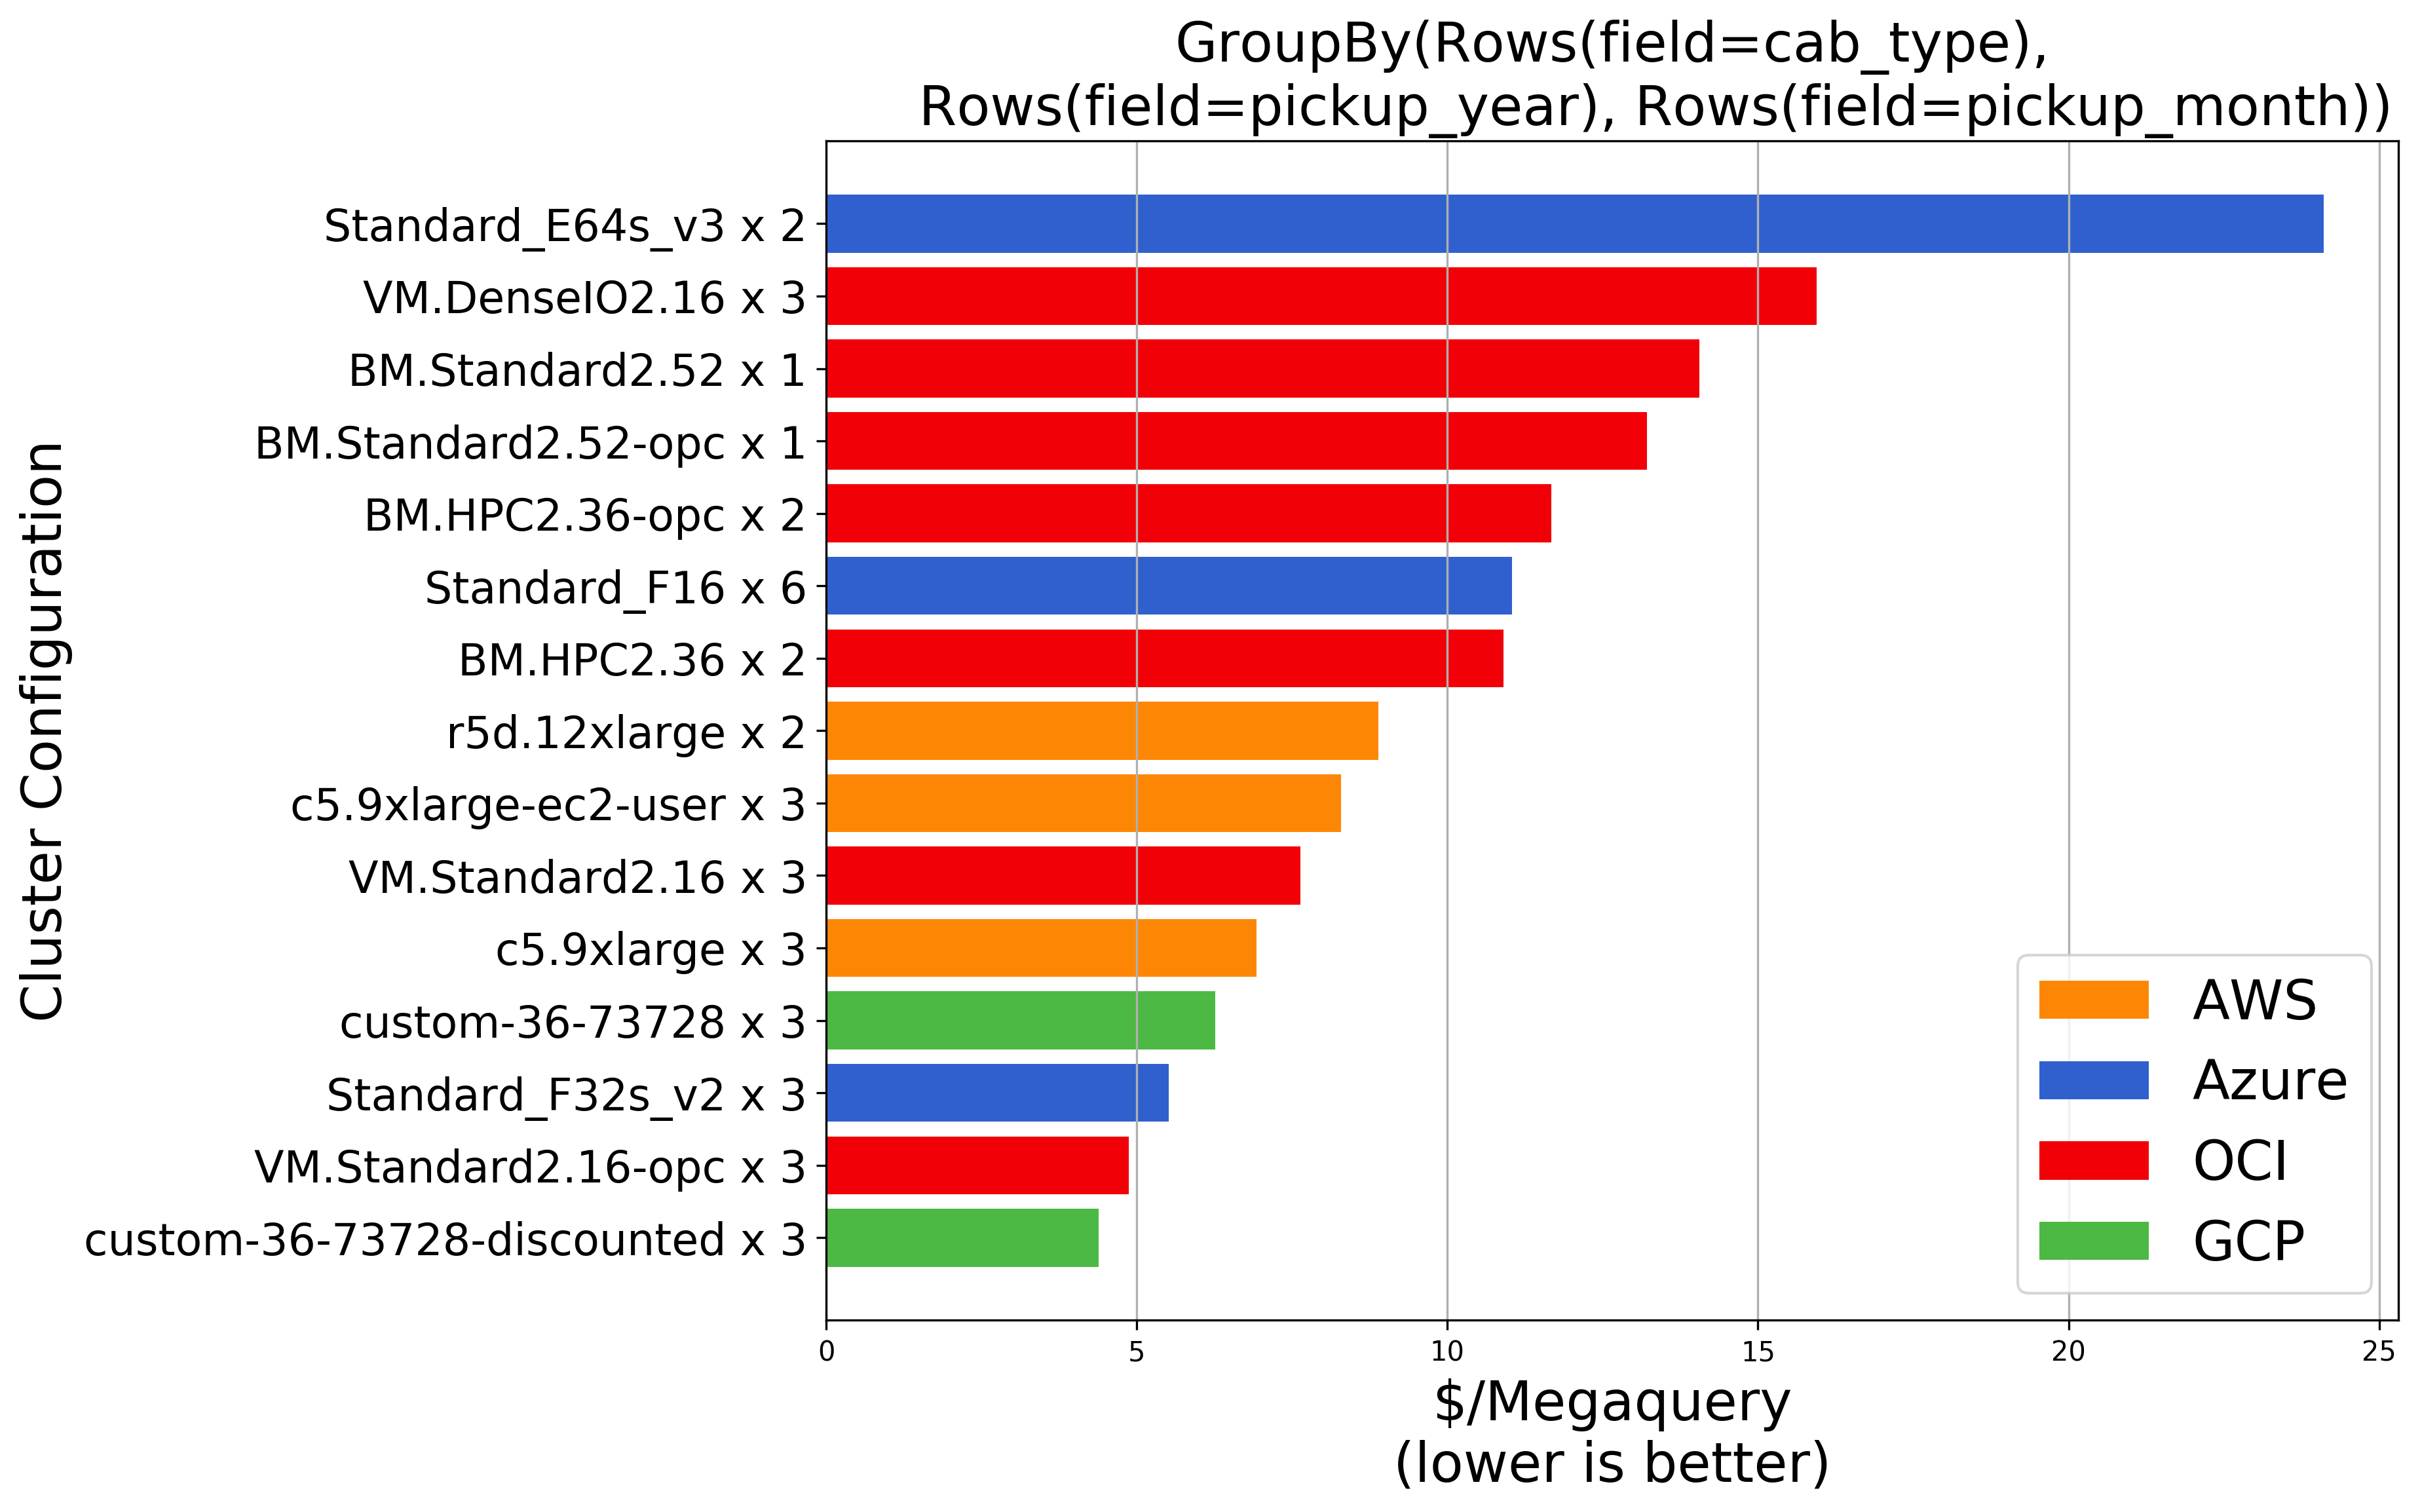 GroupBy(Rows(field=cab_type),
Rows(field=pickup_year), Rows(field=pickup_month))
Cluster Configuration
Standard_E64s_v3 x 2
VM.DenseIO2.16 x 3
BM.Standard2.52 x 1
BM.Standard2.52-opc x 1
BM.HPC2.36-opc x 2
Standard_F16 x 6
BM.HPC2.36 x 2
r5d.12xlarge x 2
c5.9xlarge-ec2-user x 3
VM.Standard2.16 x 3
c5.9xlarge x 3
custom-36-73728 x 3
Standard_F32s_v2 x 3
VM.Standard2.16-opc x 3
custom-36-73728-discounted x 3
AWS
Azure
OCI
GCP
0 5 10 15 20 25
$/Megaquery
(lower is better)